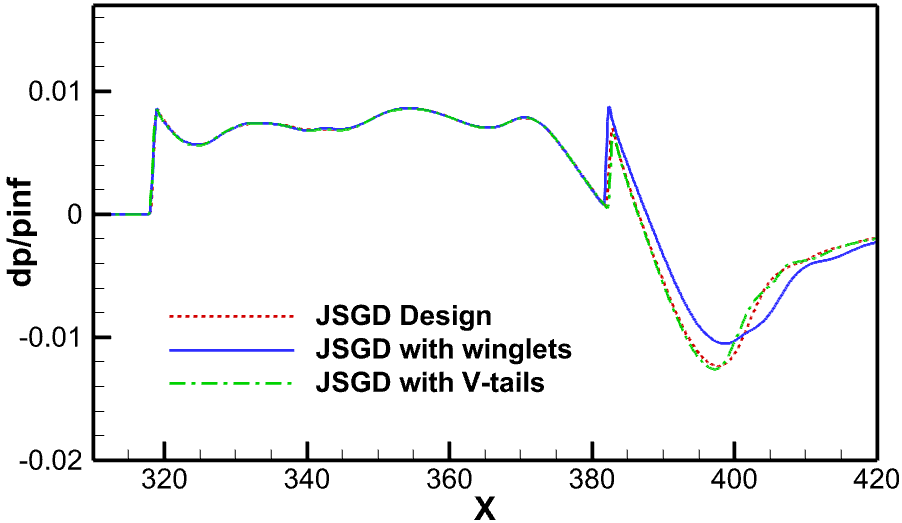 0.01
0
-0.01
-0.02
dp/pinf
JSGD Design
JSGD with winglets
JSGD with V-tails
320
340
360
380
400
420
X